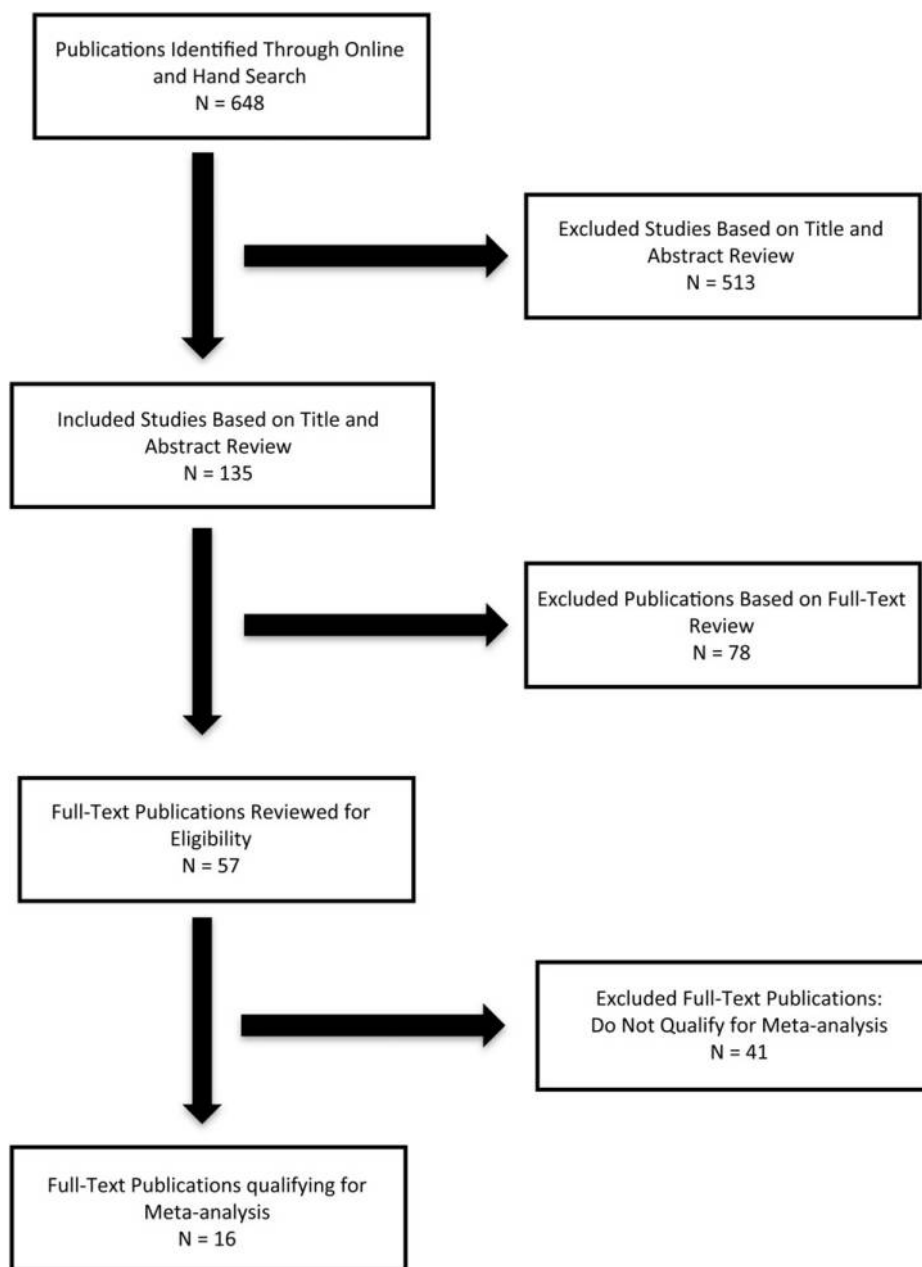 Publications Identified Through Online
and Hand Search
N = 648
Excluded Studies Based on Title and
Abstract Review
N = 513
Included Studies Based on Title and
Abstract Review
N = 135
Excluded Publications Based on Full-Text
Review
N = 78
Full-Text Publications Reviewed for
Eligibility
N = 57
Excluded Full-Text Publications:
Do Not Qualify for Meta-analysis
N = 41
Full-Text Publications qualifying for
Meta-analysis
N = 16